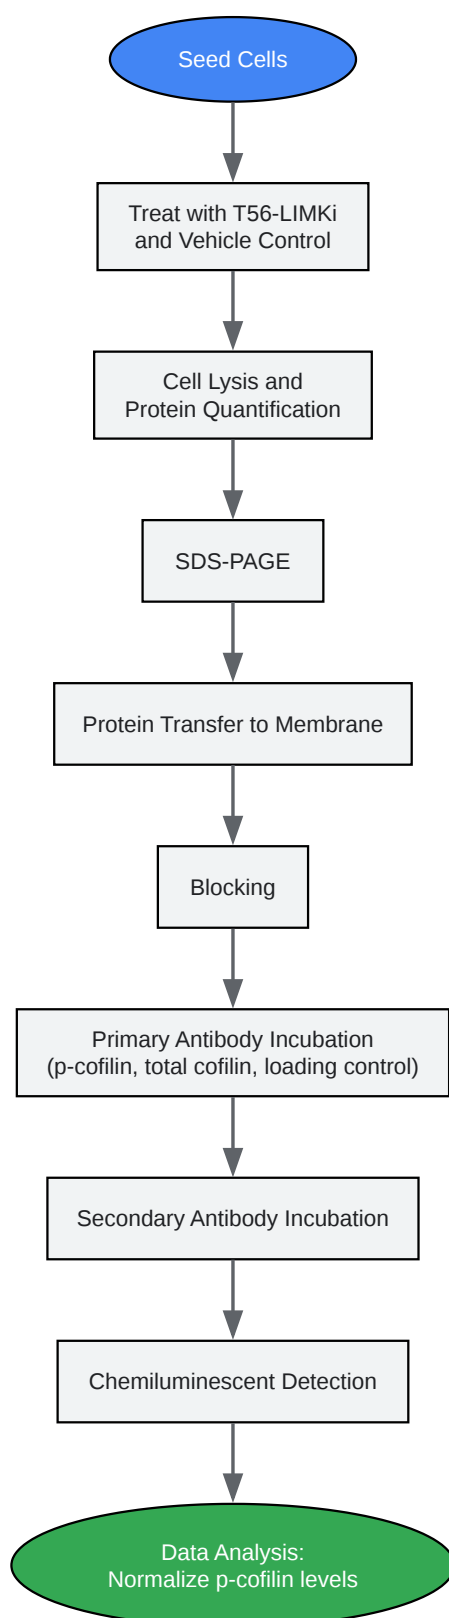 Seed Cells
Treat with T56-LIMKi
and Vehicle Control
Cell Lysis and
Protein Quantification
SDS-PAGE
Protein Transfer to Membrane
Blocking
Primary Antibody Incubation
(p-cofilin, total cofilin, loading control)
Secondary Antibody Incubation
Chemiluminescent Detection
Data Analysis:
Normalize p-cofilin levels